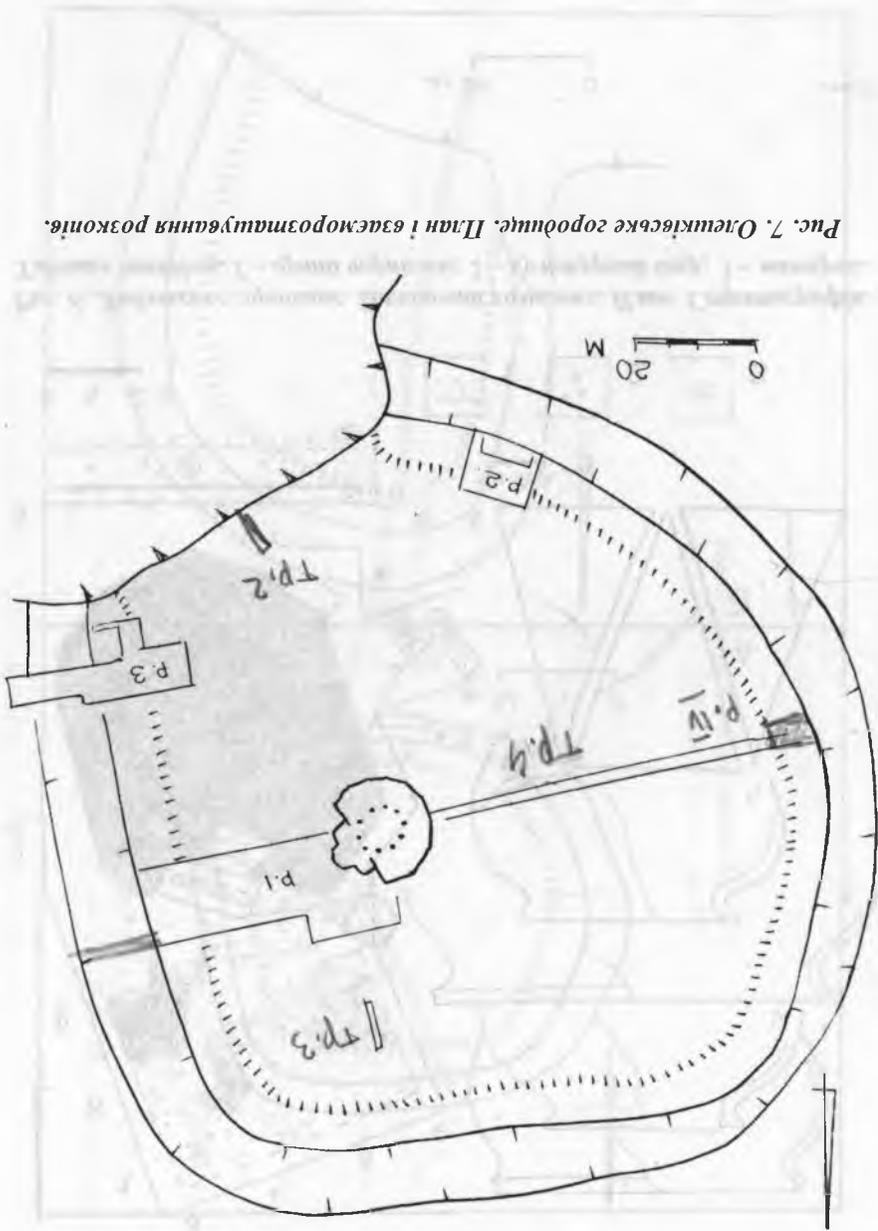 тр.3
р.1
р.IV
тр.4
р.3
тр.2
р.2
0 20 М
Рис. 7. Олешківське городище. План і взаєморозташування розкопів.